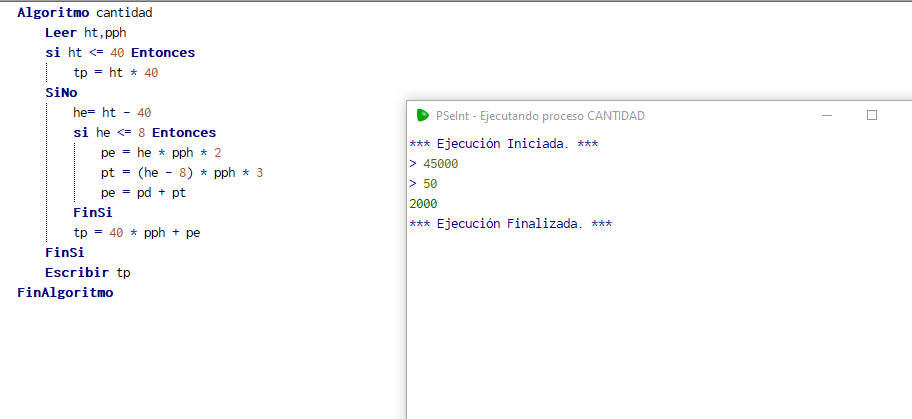 Algoritmo cantidad
Leer ht,pph
si ht <= 40 Entonces
tp = ht * 40
SiNo
he= ht - 40
si he <= 8 Entonces
pe = he * pph * 2
pt = (he - 8) * pph * 3
pe = pd + pt
FinSi
tp = 40 * pph + pe
FinSi
Escribir tp
FinAlgoritmo
PSeInt - Ejecutando proceso CANTIDAD
*** Ejecución Iniciada. ***
> 45000
> 50
2000
*** Ejecución Finalizada. ***